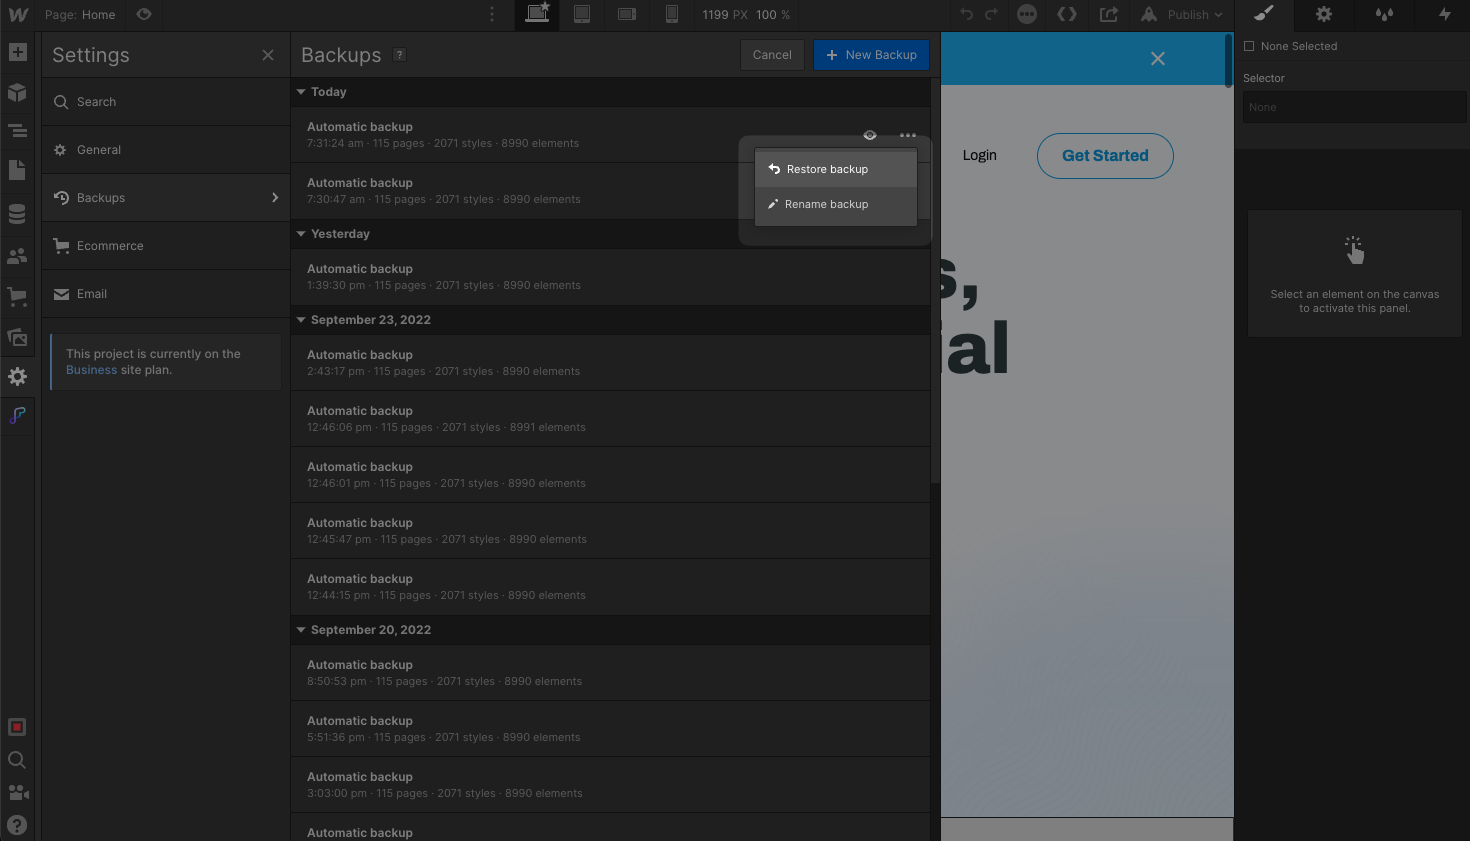 Page: Home
1199 PX 100 %
Publish
Settings
Search
General
Backups
Ecommerce
Email
This project is currently on the
Business site plan.
Backups ?
Cancel
+ New Backup
Today
Automatic backup
7:31:24 am · 115 pages · 2071 styles · 8990 elements
Restore backup
Rename backup
Automatic backup
7:30:47 am · 115 pages · 2071 styles · 8990 elements
Yesterday
Automatic backup
1:39:30 pm · 115 pages · 2071 styles · 8990 elements
September 23, 2022
Automatic backup
2:43:17 pm · 115 pages · 2071 styles · 8990 elements
Automatic backup
12:46:06 pm · 115 pages · 2071 styles · 8991 elements
Automatic backup
12:46:01 pm · 115 pages · 2071 styles · 8990 elements
Automatic backup
12:45:47 pm · 115 pages · 2071 styles · 8990 elements
Automatic backup
12:44:15 pm · 115 pages · 2071 styles · 8990 elements
September 20, 2022
Automatic backup
8:50:53 pm · 115 pages · 2071 styles · 8990 elements
Automatic backup
5:51:36 pm · 115 pages · 2071 styles · 8990 elements
Automatic backup
3:03:00 pm · 115 pages · 2071 styles · 8990 elements
Automatic backup
Login
Get Started
s,
ial
None Selected
Selector
None
Select an element on the canvas
to activate this panel.